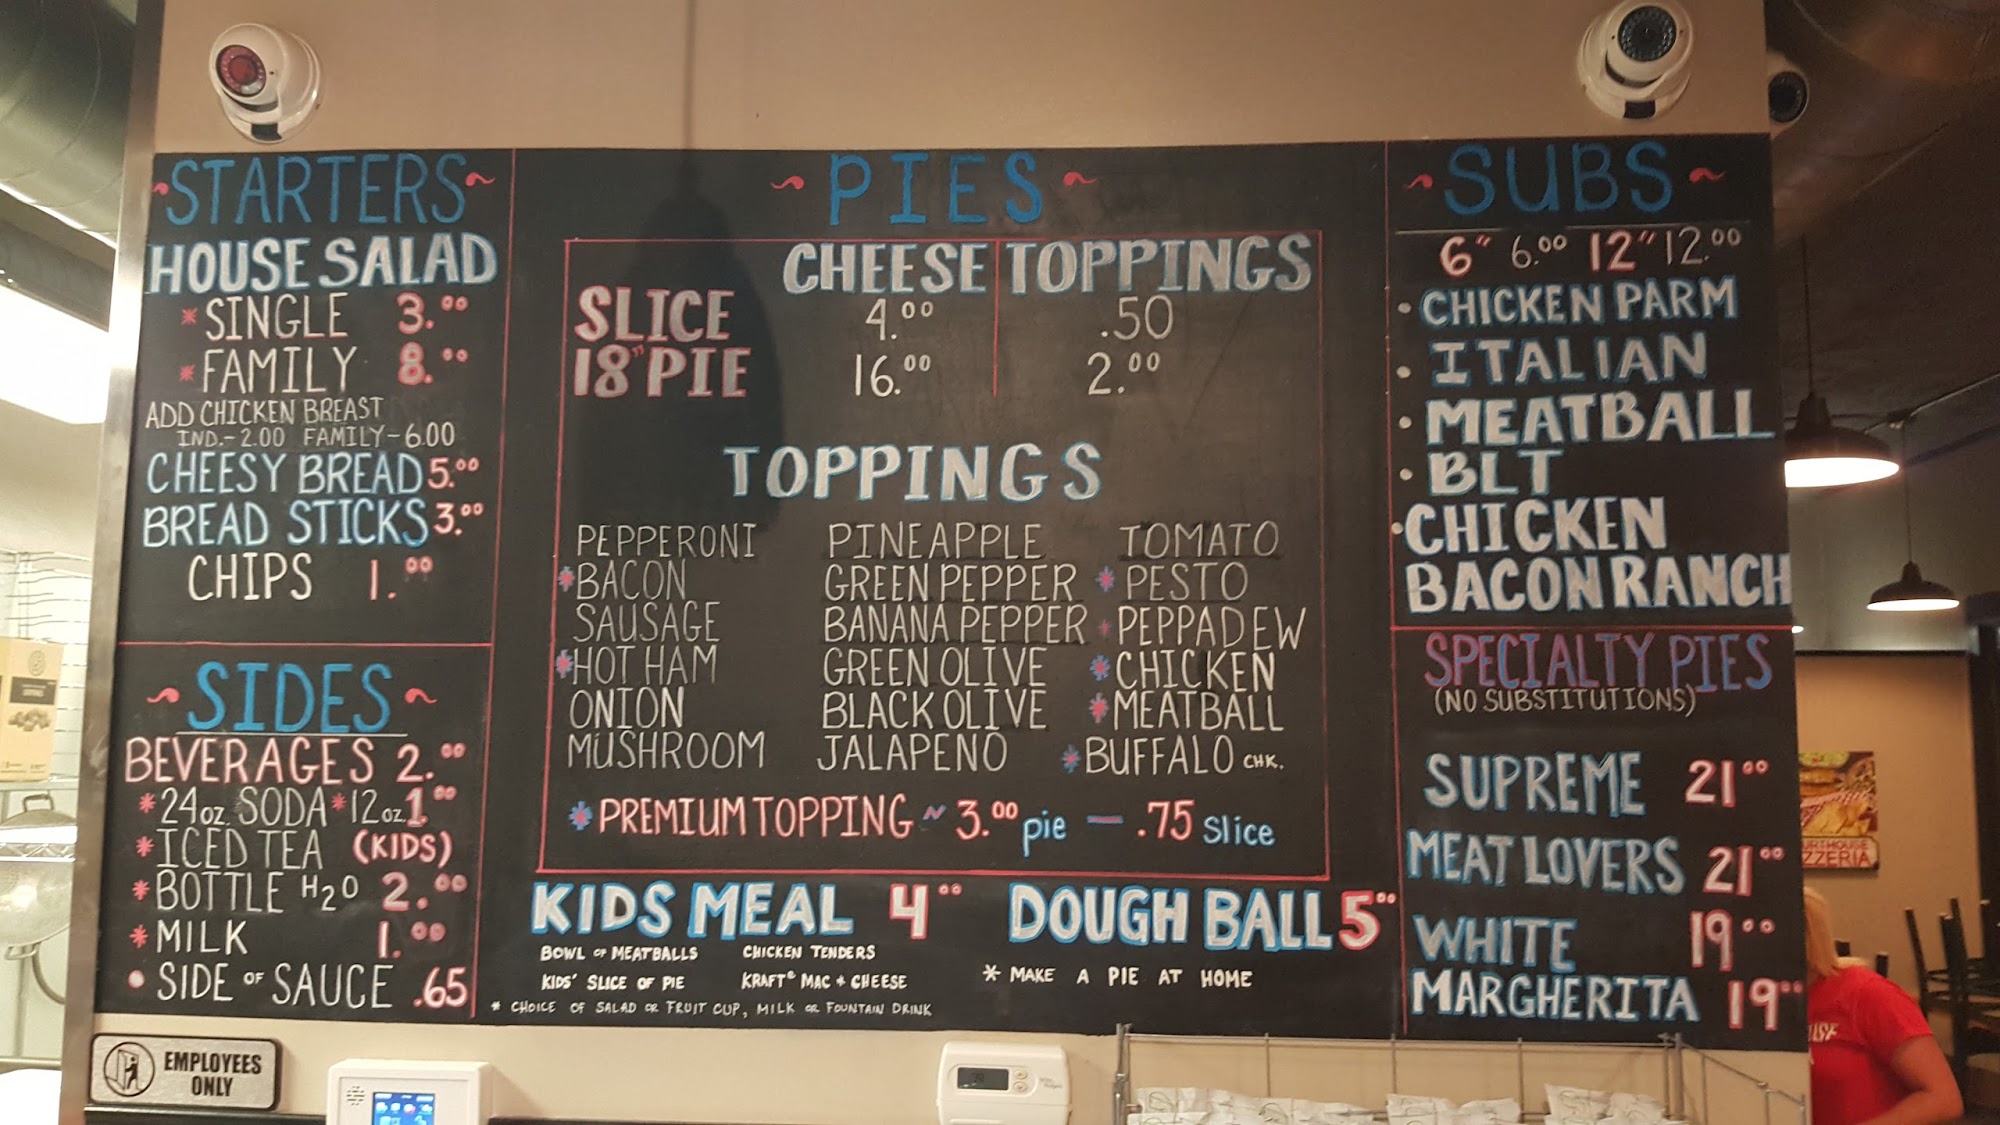 STARTERS
HOUSE SALAD
* SINGLE 3.00
* FAMILY 8.00
ADD CHICKEN BREAST
IND.-2.00 FAMILY-6.00
CHEESY BREAD 5.00
BREAD STICKS 3.00
CHIPS 1.00
SIDES
BEVERAGES 2.00
* 24oz. SODA * 12oz. 1.00
* ICED TEA (KIDS)
* BOTTLE H2O 2.00
* MILK 1.00
• SIDE OF SAUCE .65
PIES
CHEESE TOPPINGS
SLICE 4.00 .50
18" PIE 16.00 2.00
TOPPINGS
PEPPERONI PINEAPPLE TOMATO
* BACON GREEN PEPPER * PESTO
SAUSAGE BANANA PEPPER * PEPPADEW
* HOT HAM GREEN OLIVE * CHICKEN
ONION BLACK OLIVE * MEATBALL
MUSHROOM JALAPENO * BUFFALO CHK.
* PREMIUM TOPPING ~ 3.00 pie — .75 Slice
KIDS MEAL 4.00
BOWL OF MEATBALLS CHICKEN TENDERS
KIDS' SLICE OF PIE KRAFT® MAC & CHEESE
* CHOICE OF SALAD OR FRUIT CUP, MILK OR FOUNTAIN DRINK
DOUGH BALL 5.00
* MAKE A PIE AT HOME
SUBS
6" 6.00 12" 12.00
• CHICKEN PARM
• ITALIAN
• MEATBALL
• BLT
• CHICKEN
BACON RANCH
SPECIALTY PIES
(NO SUBSTITUTIONS)
SUPREME 21.00
MEAT LOVERS 21.00
WHITE 19.00
MARGHERITA 19.00
EMPLOYEES
ONLY